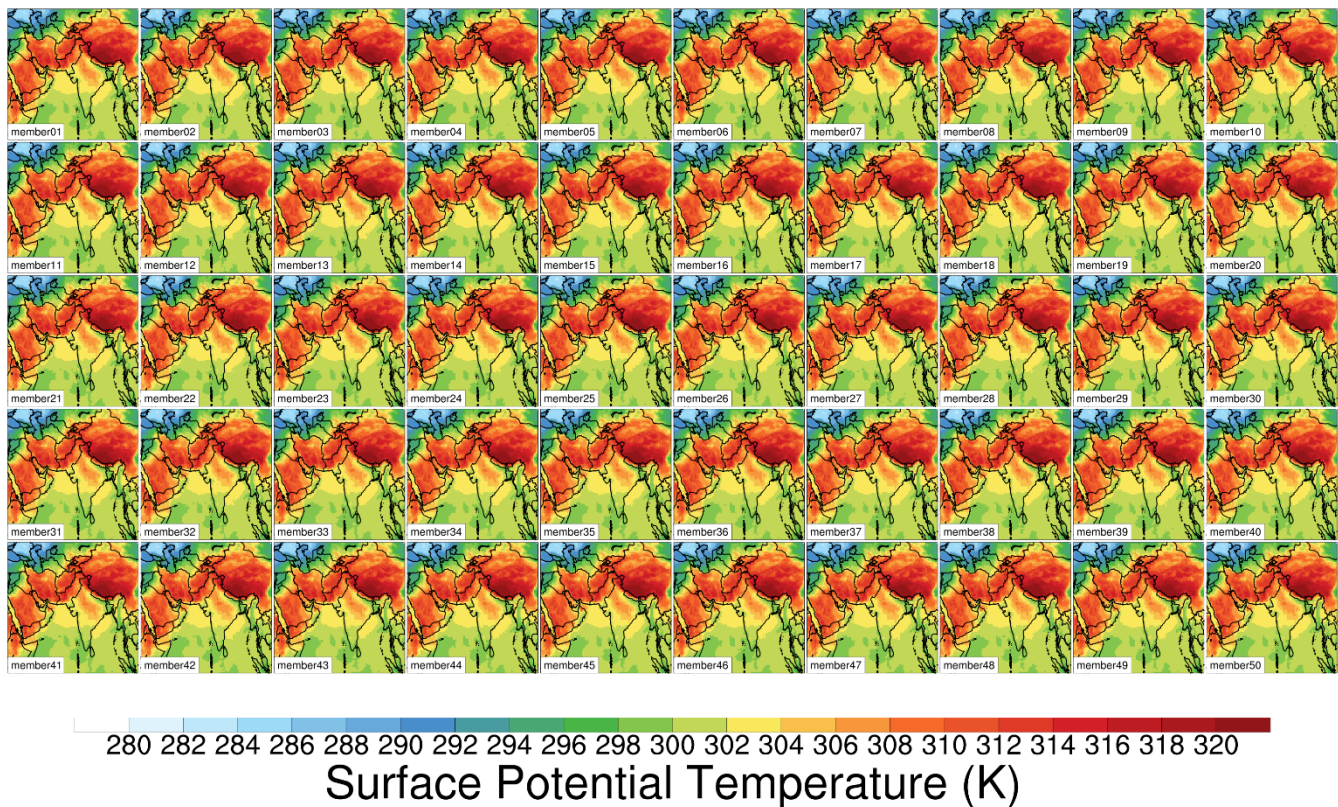 member01 member02 member03 member04 member05 member06 member07 member08 member09 member10
member11 member12 member13 member14 member15 member16 member17 member18 member19 member20
member21 member22 member23 member24 member25 member26 member27 member28 member29 member30
member31 member32 member33 member34 member35 member36 member37 member38 member39 member40
member41 member42 member43 member44 member45 member46 member47 member48 member49 member50
280 282 284 286 288 290 292 294 296 298 300 302 304 306 308 310 312 314 316 318 320
Surface Potential Temperature (K)